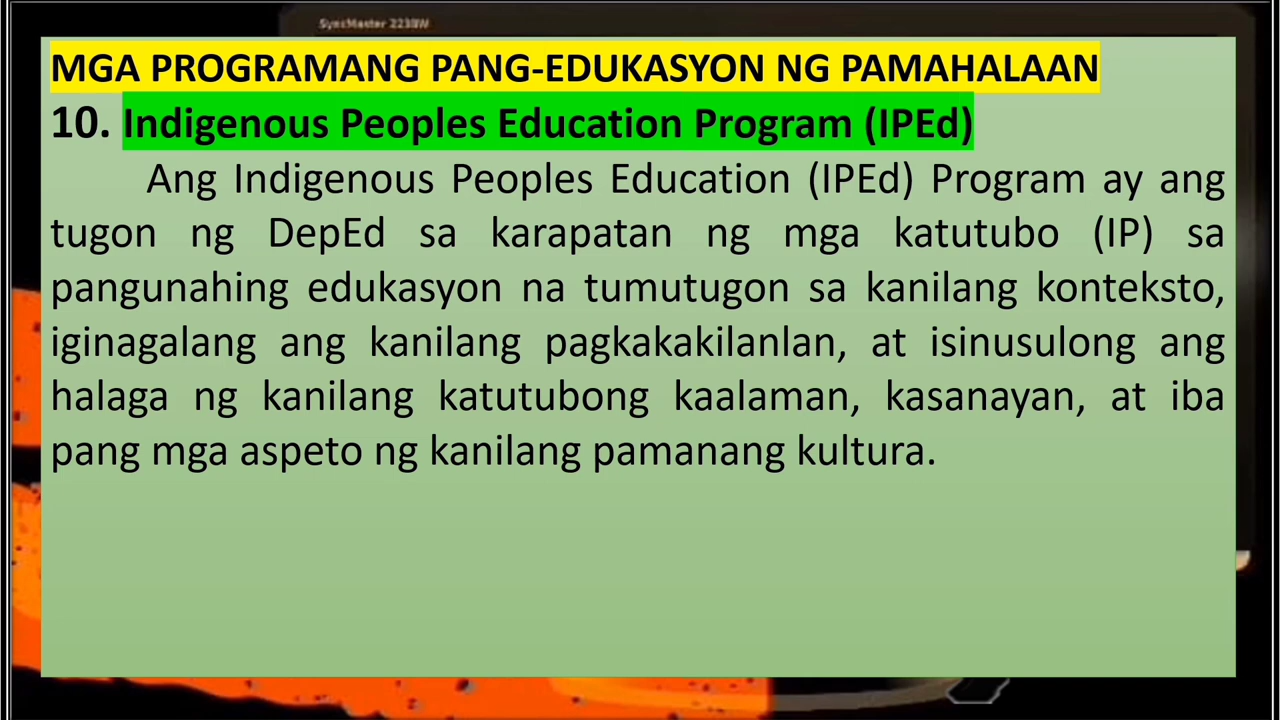 SyncMaster 2238W
MGA PROGRAMANG PANG-EDUKASYON NG PAMAHALAAN
10. Indigenous Peoples Education Program (IPEd)
Ang Indigenous Peoples Education (IPEd) Program ay ang
tugon ng DepEd sa karapatan ng mga katutubo (IP) sa
pangunahing edukasyon na tumutugon sa kanilang konteksto,
iginagalang ang kanilang pagkakakilanlan, at isinusulong ang
halaga ng kanilang katutubong kaalaman, kasanayan, at iba
pang mga aspeto ng kanilang pamanang kultura.